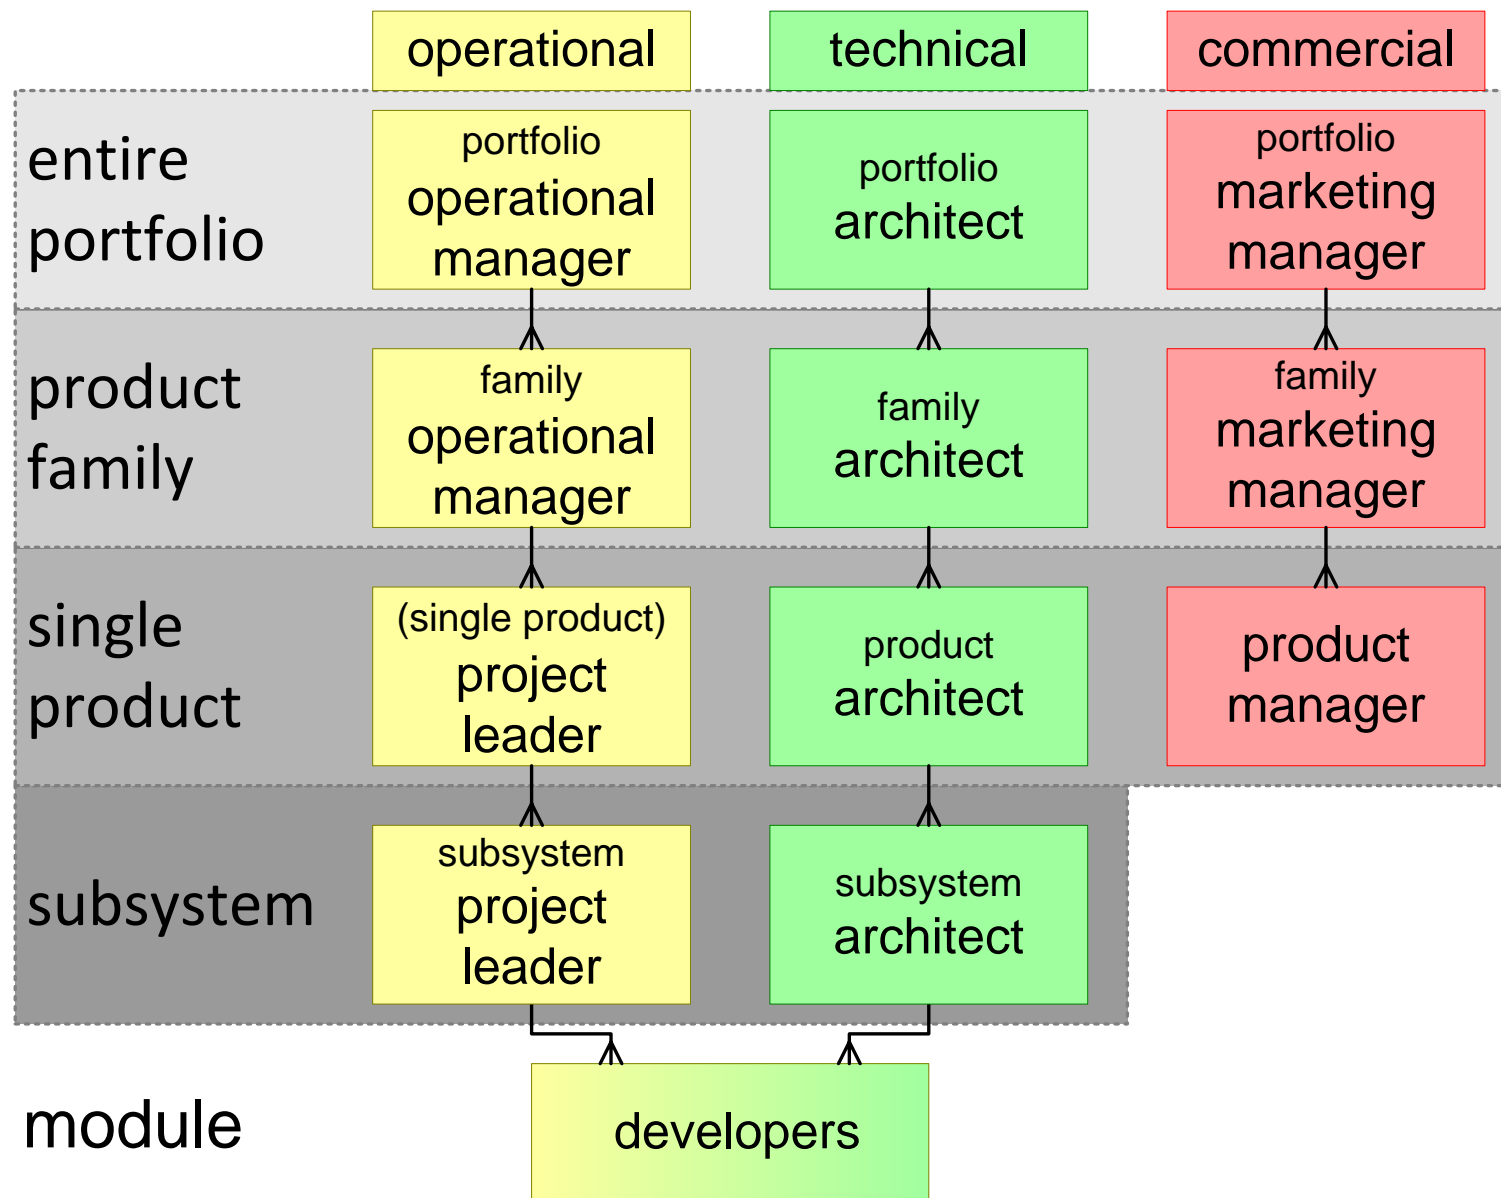 operational
technical
commercial
entire
portfolio
portfolio
operational
manager
portfolio
architect
portfolio
marketing
manager
product
family
family
operational
manager
family
architect
family
marketing
manager
single
product
(single product)
project
leader
product
architect
product
manager
subsystem
subsystem
project
leader
subsystem
architect
module
developers